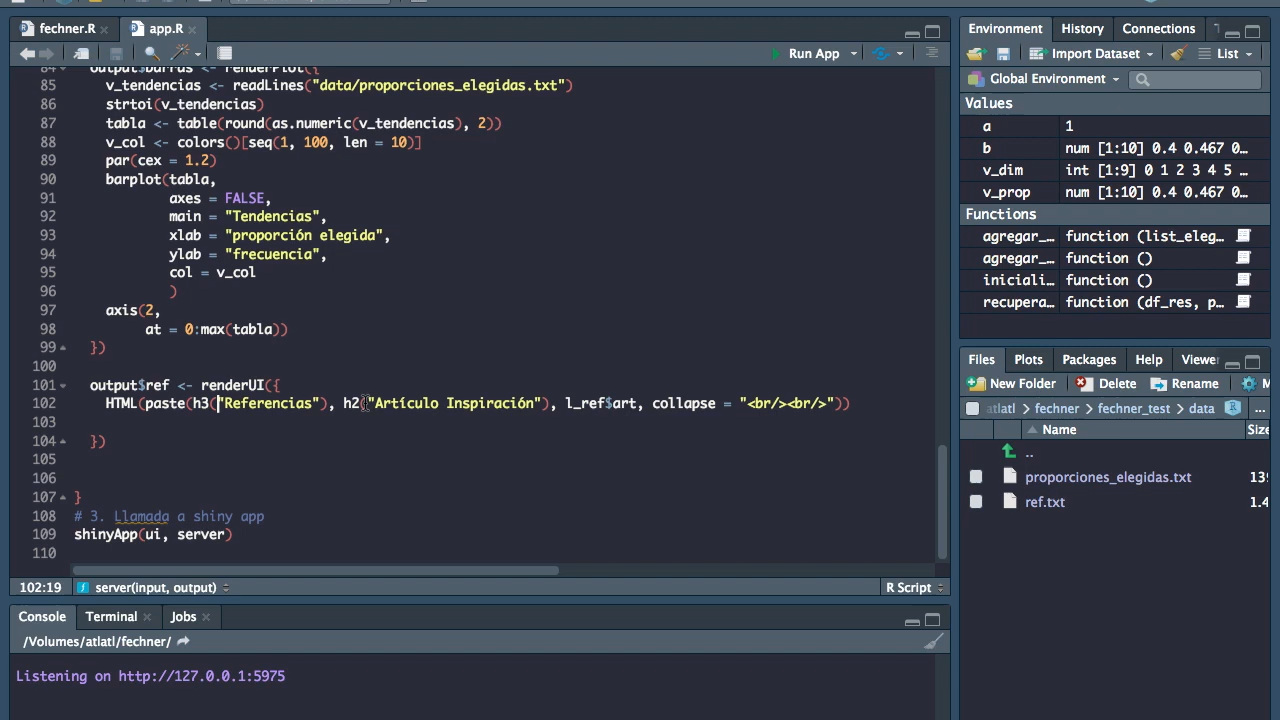 fechner.R
app.R
Run App
84 output$barras <- renderPlot({
85 v_tendencias <- readLines("data/proporciones_elegidas.txt")
86 strtoi(v_tendencias)
87 tabla <- table(round(as.numeric(v_tendencias), 2))
88 v_col <- colors()[seq(1, 100, len = 10)]
89 par(cex = 1.2)
90 barplot(tabla,
91 axes = FALSE,
92 main = "Tendencias",
93 xlab = "proporción elegida",
94 ylab = "frecuencia",
95 col = v_col
96 )
97 axis(2,
98 at = 0:max(tabla))
99 })
100
101 output$ref <- renderUI({
102 HTML(paste(h3("Referencias"), h2("Artículo Inspiración"), l_ref$art, collapse = "<br/><br/>"))
103
104 })
105
106
107 }
108 # 3. Llamada a shiny app
109 shinyApp(ui, server)
110
102:19 server(input, output) R Script
Console Terminal Jobs
/Volumes/atlatl/fechner/
Listening on http://127.0.0.1:5975
Environment History Connections
Import Dataset List
Global Environment
Values
a 1
b num [1:10] 0.4 0.467 0…
v_dim int [1:9] 0 1 2 3 4 5 …
v_prop num [1:10] 0.4 0.467 0…
Functions
agregar_… function (list_eleg…
agregar_… function ()
iniciali… function ()
recupera… function (df_res, p…
Files Plots Packages Help Viewer
New Folder Delete Rename M
atlatl fechner fechner_test data ...
Name Size
..
proporciones_elegidas.txt 139
ref.txt 1.4